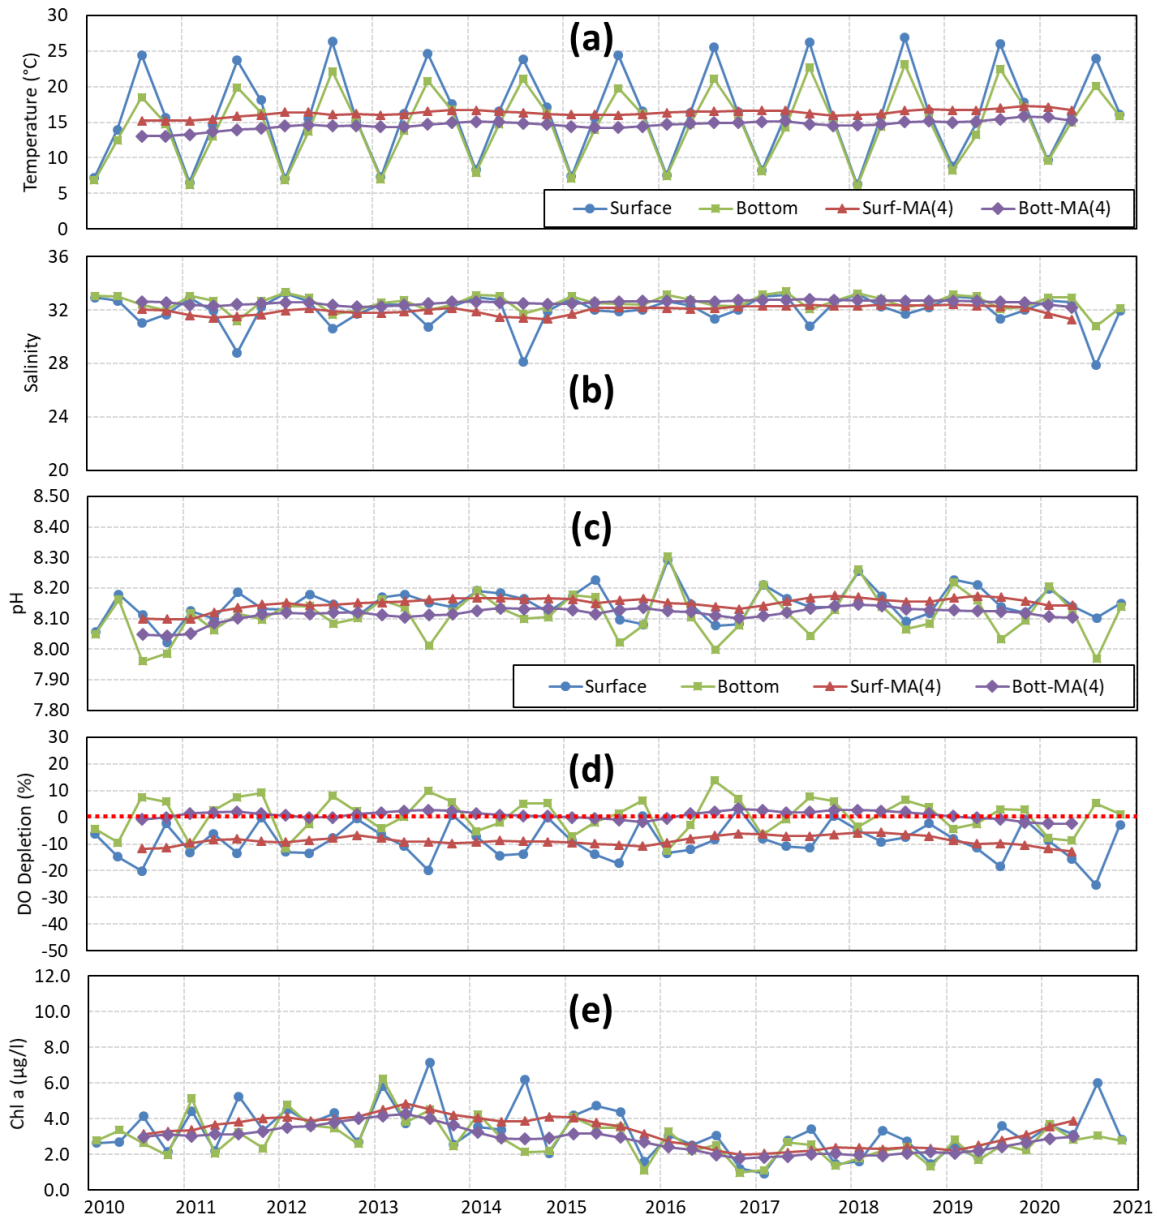 (a)
Temperature (°C)
30
25
20
15
10
5
0
Surface Bottom Surf-MA(4) Bott-MA(4)
(b)
Salinity
36
32
28
24
20
(c)
pH
8.50
8.40
8.30
8.20
8.10
8.00
7.90
7.80
Surface Bottom Surf-MA(4) Bott-MA(4)
(d)
DO Depletion (%)
30
20
10
0
-10
-20
-30
-40
-50
(e)
Chl a (µg/l)
12.0
10.0
8.0
6.0
4.0
2.0
0.0
2010 2011 2012 2013 2014 2015 2016 2017 2018 2019 2020 2021